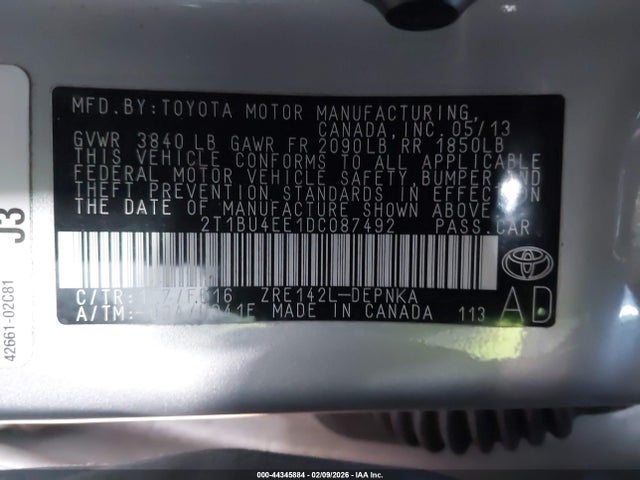 MFD. BY: TOYOTA MOTOR MANUFACTURING,
CANADA, INC. 05/13
GVWR 3840 LB GAWR FR 2090LB RR 1850LB
THIS VEHICLE CONFORMS TO ALL APPLICABLE
FEDERAL MOTOR VEHICLE SAFETY, BUMPER, AND
THEFT PREVENTION STANDARDS IN EFFECT ON
THE DATE OF MANUFACTURE SHOWN ABOVE.
2T1BU4EE1DC087492 PASS.CAR
C/TR: ZRE142L-DEPNKA
A/TM: MADE IN CANADA 113
AD
J3
42661-02C81
000-44345884 | 02/09/2026 | IAA Inc.